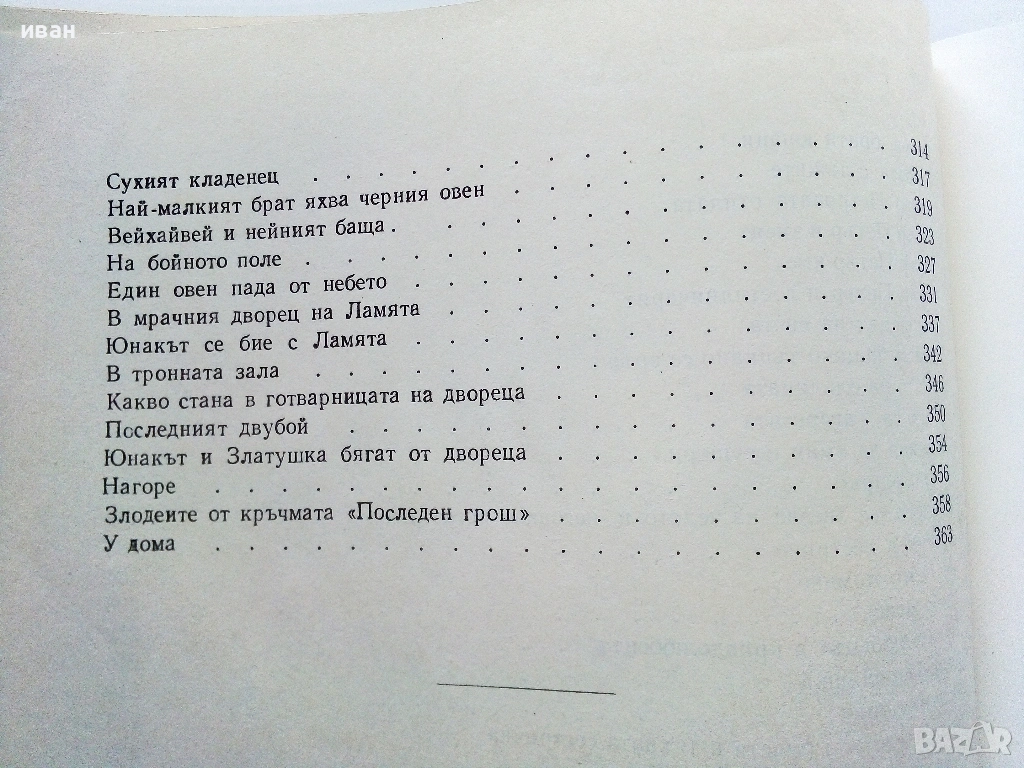 иван
Сухият кладенец . . . . . . . . . . . . . . . . 314
Най-малкият брат яхва черния овен . . . . . . . . . . 317
Вейхайвей и нейният баща . . . . . . . . . . . . . 319
На бойното поле . . . . . . . . . . . . . . . . 323
Един овен пада от небето . . . . . . . . . . . . . 327
В мрачния дворец на Ламята . . . . . . . . . . . . 331
Юнакът се бие с Ламята . . . . . . . . . . . . . 337
В тронната зала . . . . . . . . . . . . . . . . 342
Какво стана в готварницата на двореца . . . . . . . . . 346
Последният двубой . . . . . . . . . . . . . . . 350
Юнакът и Златушка бягат от двореца . . . . . . . . . 354
Нагоре . . . . . . . . . . . . . . . . . . 356
Злодеите от кръчмата «Последен грош» . . . . . . . . . 358
У дома . . . . . . . . . . . . . . . . . . 363
BAZAR